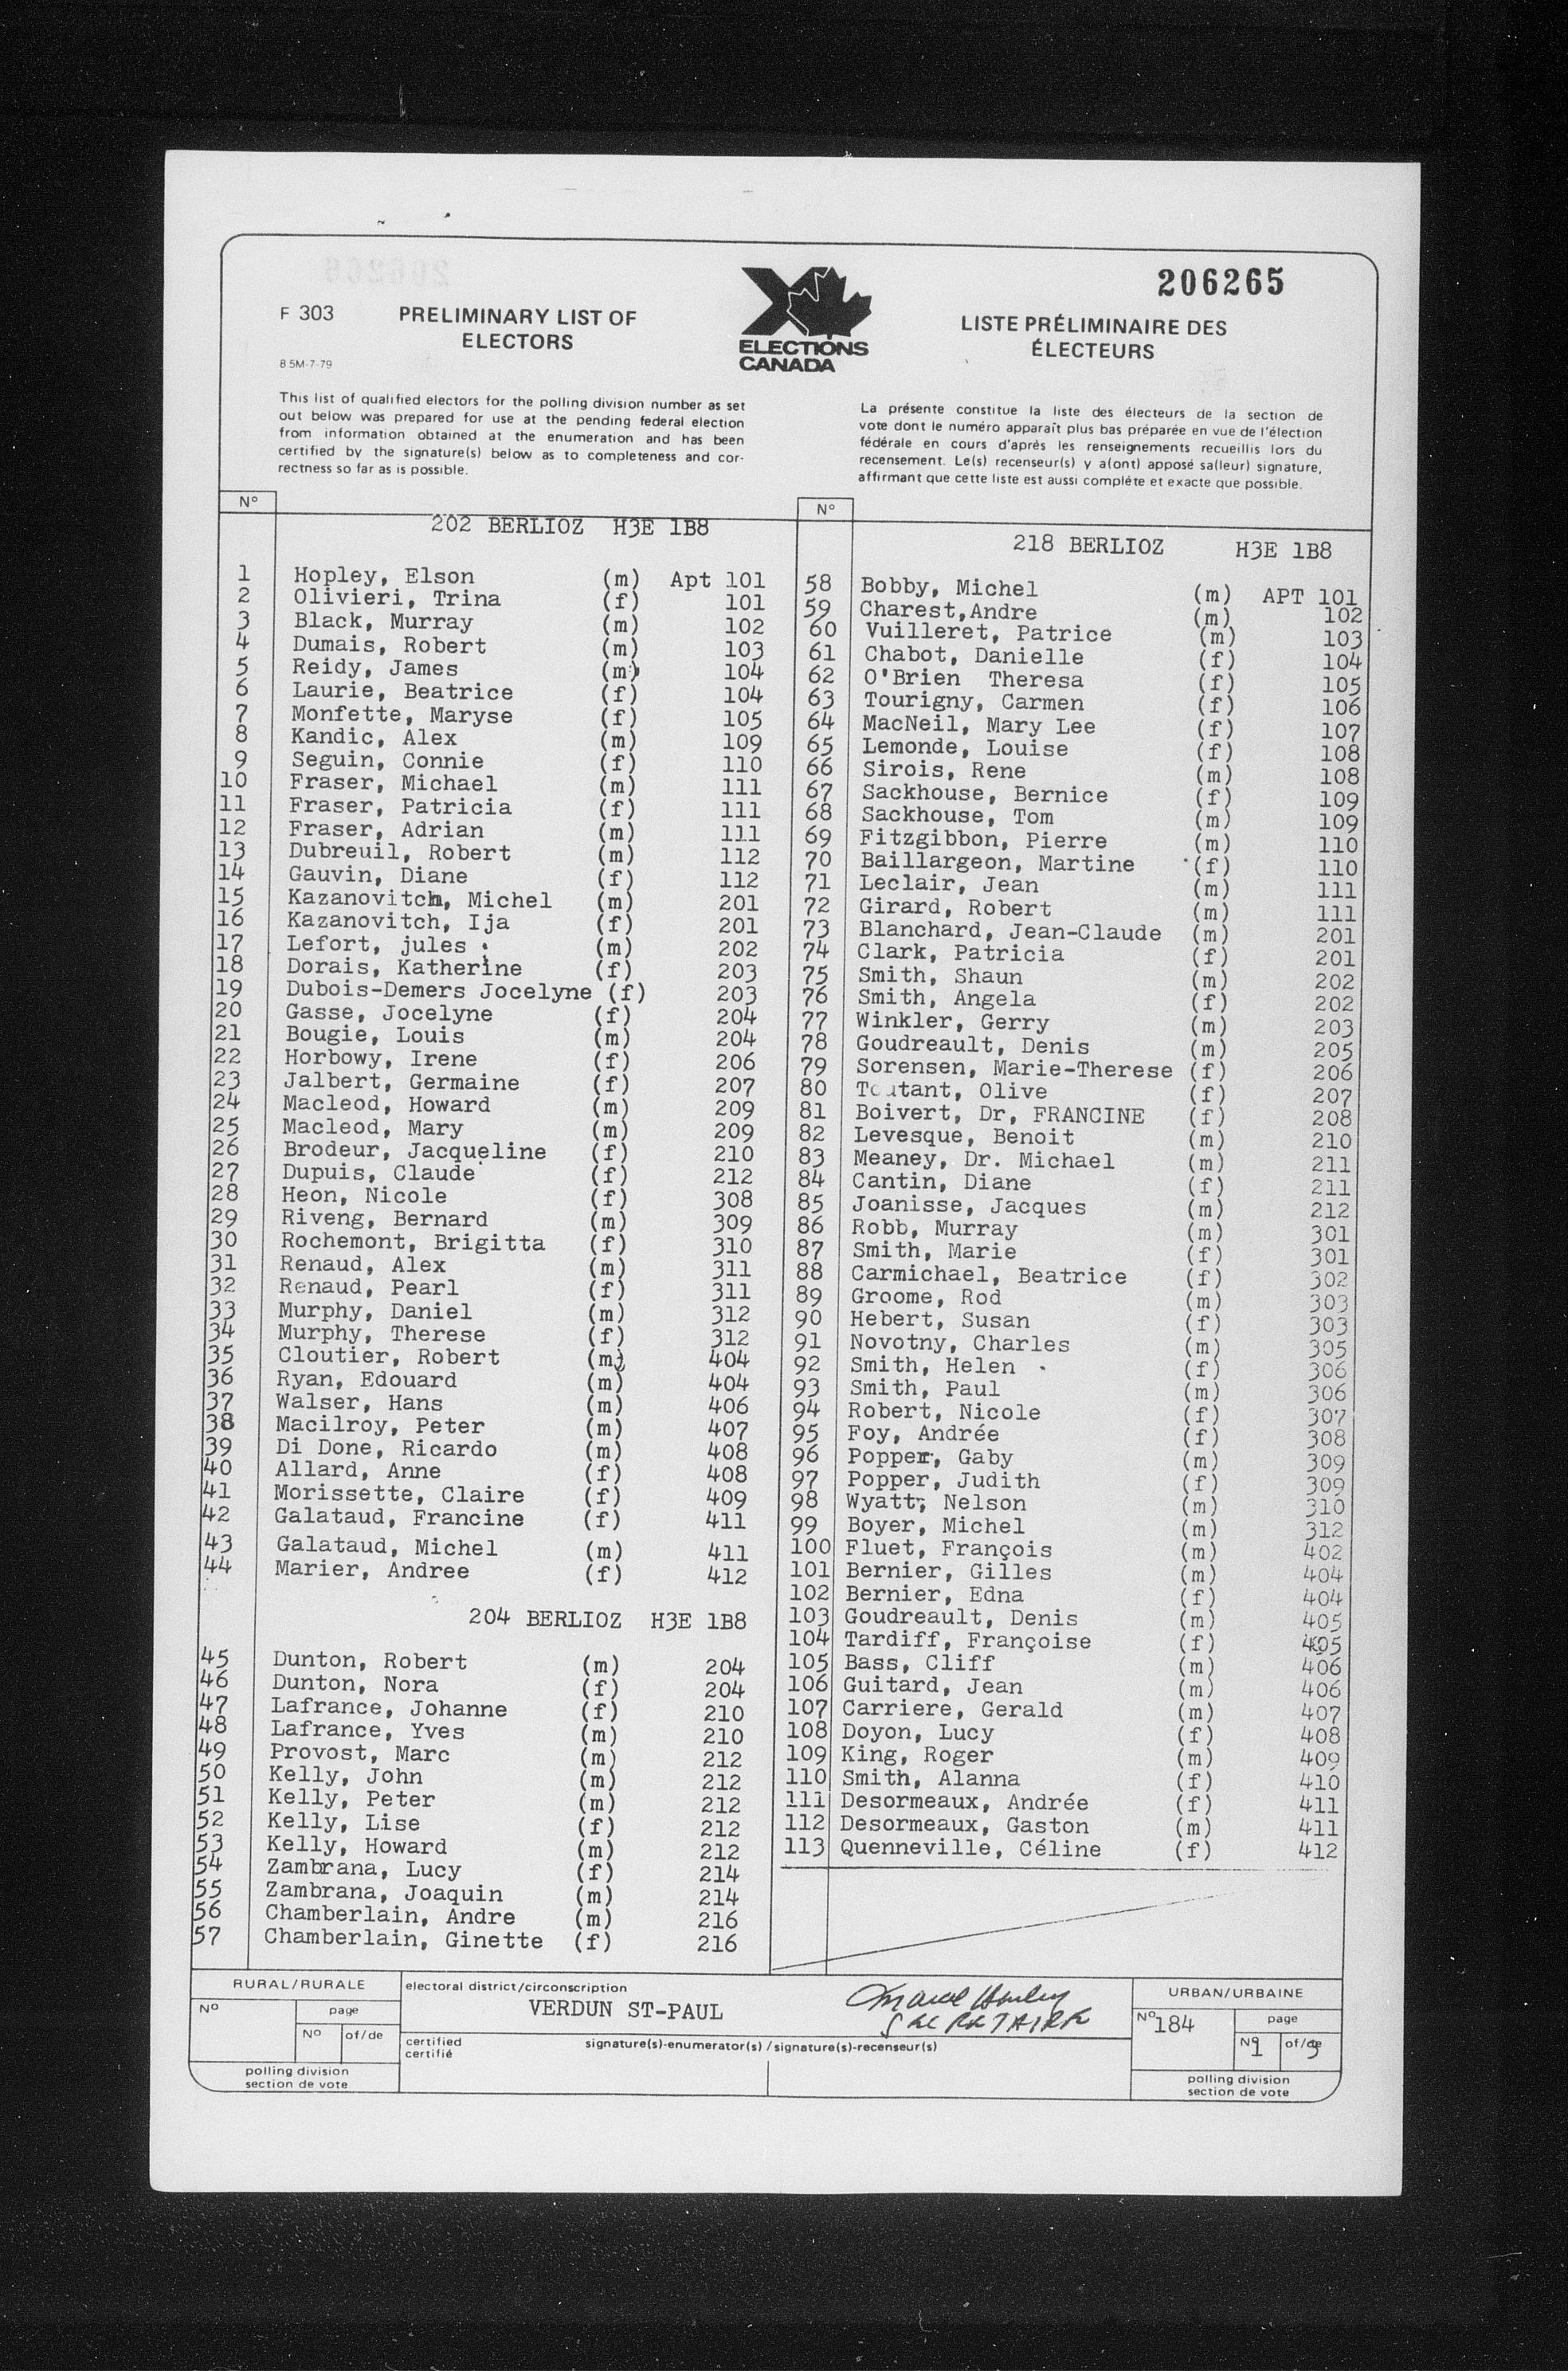 206265
F 303
PRELIMINARY LIST OF
ELECTORS
8 5M-7-79
ELECTIONS
CANADA
LISTE PRÉLIMINAIRE DES
ÉLECTEURS
This list of qualified electors for the polling division number as set
out below was prepared for use at the pending federal election
from information obtained at the enumeration and has been
certified by the signature(s) below as to completeness and cor-
rectness so far as is possible.
La présente constitue la liste des électeurs de la section de
vote dont le numéro apparaît plus bas préparée en vue de l'élection
fédérale en cours d'après les renseignements recueillis lors du
recensement. Le(s) recenseur(s) y a(ont) apposé sa(leur) signature,
affirmant que cette liste est aussi complète et exacte que possible.
Nº
202 BERLIOZ H3E 1B8
1 Hopley, Elson (m) Apt 101
2 Olivieri, Trina (f) 101
3 Black, Murray (m) 102
4 Dumais, Robert (m) 103
5 Reidy, James (m) 104
6 Laurie, Beatrice (f) 104
7 Monfette, Maryse (f) 105
8 Kandic, Alex (m) 109
9 Seguin, Connie (f) 110
10 Fraser, Michael (m) 111
11 Fraser, Patricia (f) 111
12 Fraser, Adrian (m) 111
13 Dubreuil, Robert (m) 112
14 Gauvin, Diane (f) 112
15 Kazanovitch, Michel (m) 201
16 Kazanovitch, Ija (f) 201
17 Lefort, jules (m) 202
18 Dorais, Katherine (f) 203
19 Dubois-Demers Jocelyne (f) 203
20 Gasse, Jocelyne (f) 204
21 Bougie, Louis (m) 204
22 Horbowy, Irene (f) 206
23 Jalbert, Germaine (f) 207
24 Macleod, Howard (m) 209
25 Macleod, Mary (m) 209
26 Brodeur, Jacqueline (f) 210
27 Dupuis, Claude (f) 212
28 Heon, Nicole (f) 308
29 Riveng, Bernard (m) 309
30 Rochemont, Brigitta (f) 310
31 Renaud, Alex (m) 311
32 Renaud, Pearl (f) 311
33 Murphy, Daniel (m) 312
34 Murphy, Therese (f) 312
35 Cloutier, Robert (m) 404
36 Ryan, Edouard (m) 404
37 Walser, Hans (m) 406
38 Macilroy, Peter (m) 407
39 Di Done, Ricardo (m) 408
40 Allard, Anne (f) 408
41 Morissette, Claire (f) 409
42 Galataud, Francine (f) 411
43 Galataud, Michel (m) 411
44 Marier, Andree (f) 412
204 BERLIOZ H3E 1B8
45 Dunton, Robert (m) 204
46 Dunton, Nora (f) 204
47 Lafrance, Johanne (f) 210
48 Lafrance, Yves (m) 210
49 Provost, Marc (m) 212
50 Kelly, John (m) 212
51 Kelly, Peter (m) 212
52 Kelly, Lise (f) 212
53 Kelly, Howard (m) 212
54 Zambrana, Lucy (f) 214
55 Zambrana, Joaquin (m) 214
56 Chamberlain, Andre (m) 216
57 Chamberlain, Ginette (f) 216
Nº
218 BERLIOZ H3E 1B8
58 Bobby, Michel (m) APT 101
59 Charest,Andre (m) 102
60 Vuilleret, Patrice (m) 103
61 Chabot, Danielle (f) 104
62 O'Brien Theresa (f) 105
63 Tourigny, Carmen (f) 106
64 MacNeil, Mary Lee (f) 107
65 Lemonde, Louise (f) 108
66 Sirois, Rene (m) 108
67 Sackhouse, Bernice (f) 109
68 Sackhouse, Tom (m) 109
69 Fitzgibbon, Pierre (m) 110
70 Baillargeon, Martine (f) 110
71 Leclair, Jean (m) 111
72 Girard, Robert (m) 111
73 Blanchard, Jean-Claude (m) 201
74 Clark, Patricia (f) 201
75 Smith, Shaun (m) 202
76 Smith, Angela (f) 202
77 Winkler, Gerry (m) 203
78 Goudreault, Denis (m) 205
79 Sorensen, Marie-Therese (f) 206
80 Toutant, Olive (f) 207
81 Boivert, Dr, FRANCINE (f) 208
82 Levesque, Benoit (m) 210
83 Meaney, Dr. Michael (m) 211
84 Cantin, Diane (f) 211
85 Joanisse, Jacques (m) 212
86 Robb, Murray (m) 301
87 Smith, Marie (f) 301
88 Carmichael, Beatrice (f) 302
89 Groome, Rod (m) 303
90 Hebert, Susan (f) 303
91 Novotny, Charles (m) 305
92 Smith, Helen (f) 306
93 Smith, Paul (m) 306
94 Robert, Nicole (f) 307
95 Foy, Andrée (f) 308
96 Popper, Gaby (m) 309
97 Popper, Judith (f) 309
98 Wyatt, Nelson (m) 310
99 Boyer, Michel (m) 312
100 Fluet, François (m) 402
101 Bernier, Gilles (m) 404
102 Bernier, Edna (f) 404
103 Goudreault, Denis (m) 405
104 Tardiff, Françoise (f) 405
105 Bass, Cliff (m) 406
106 Guitard, Jean (m) 406
107 Carriere, Gerald (m) 407
108 Doyon, Lucy (f) 408
109 King, Roger (m) 409
110 Smith, Alanna (f) 410
111 Desormeaux, Andrée (f) 411
112 Desormeaux, Gaston (m) 411
113 Quenneville, Céline (f) 412
RURAL/RURALE
Nº
page
Nº of/de
polling division
section de vote
electoral district/circonscription
VERDUN ST-PAUL
SECRETAIRE
certified
certifié
signature(s)-enumerator(s) / signature(s)-recenseur(s)
URBAN/URBAINE
Nº184
page
Nº1 of/de
polling division
section de vote